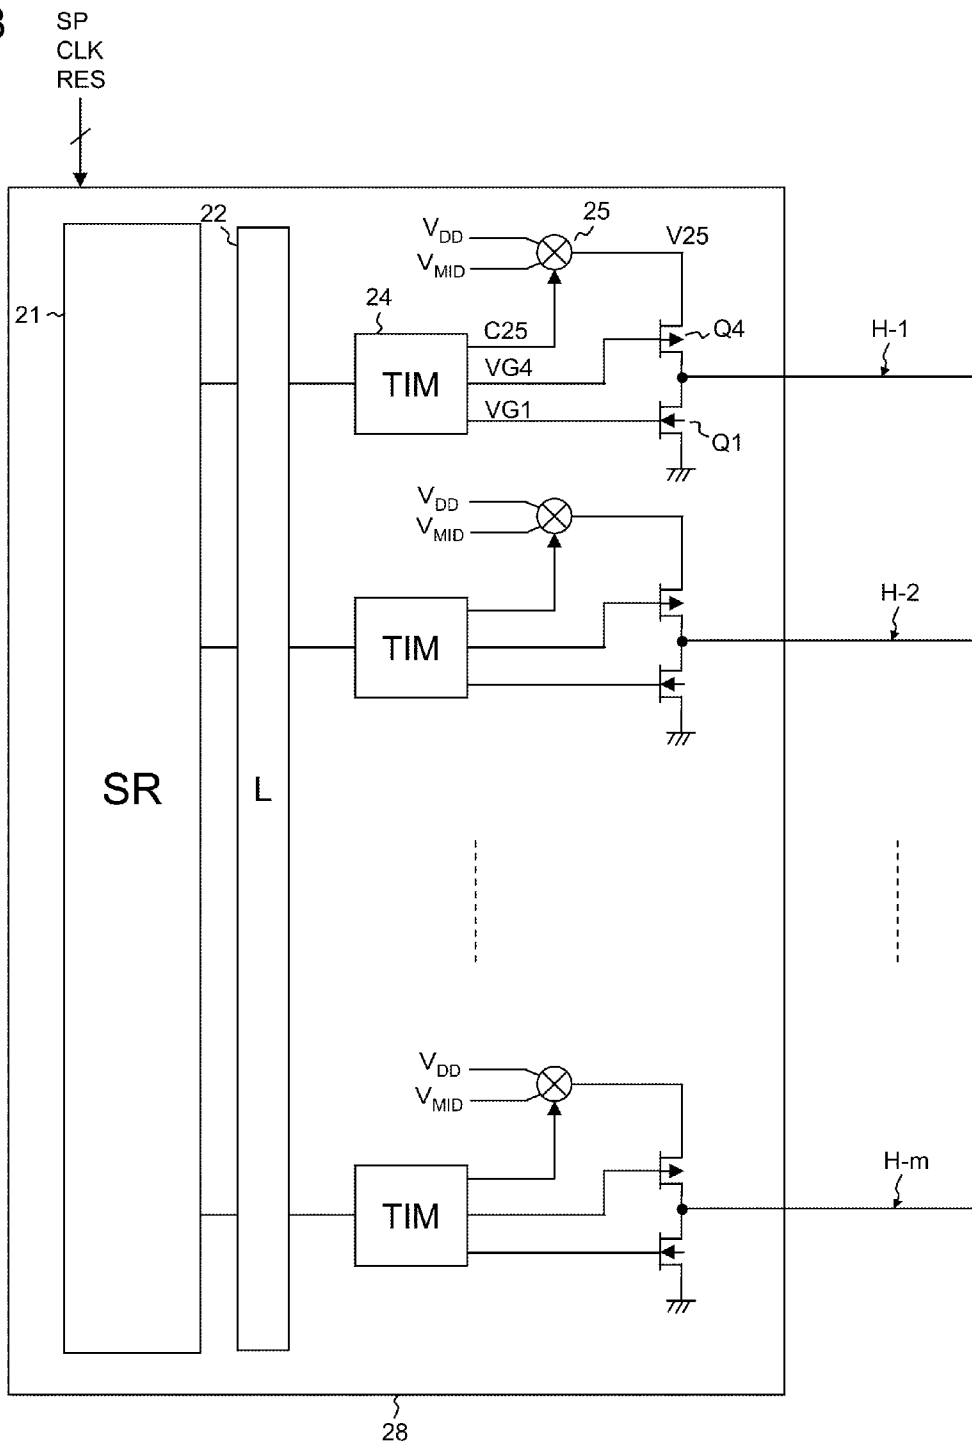 3
SP
CLK
RES
22
VDD
VMID
25
V25
21
24
C25
VG4
VG1
TIM
Q4
Q1
H-1
VDD
VMID
TIM
H-2
SR
L
VDD
VMID
TIM
H-m
28